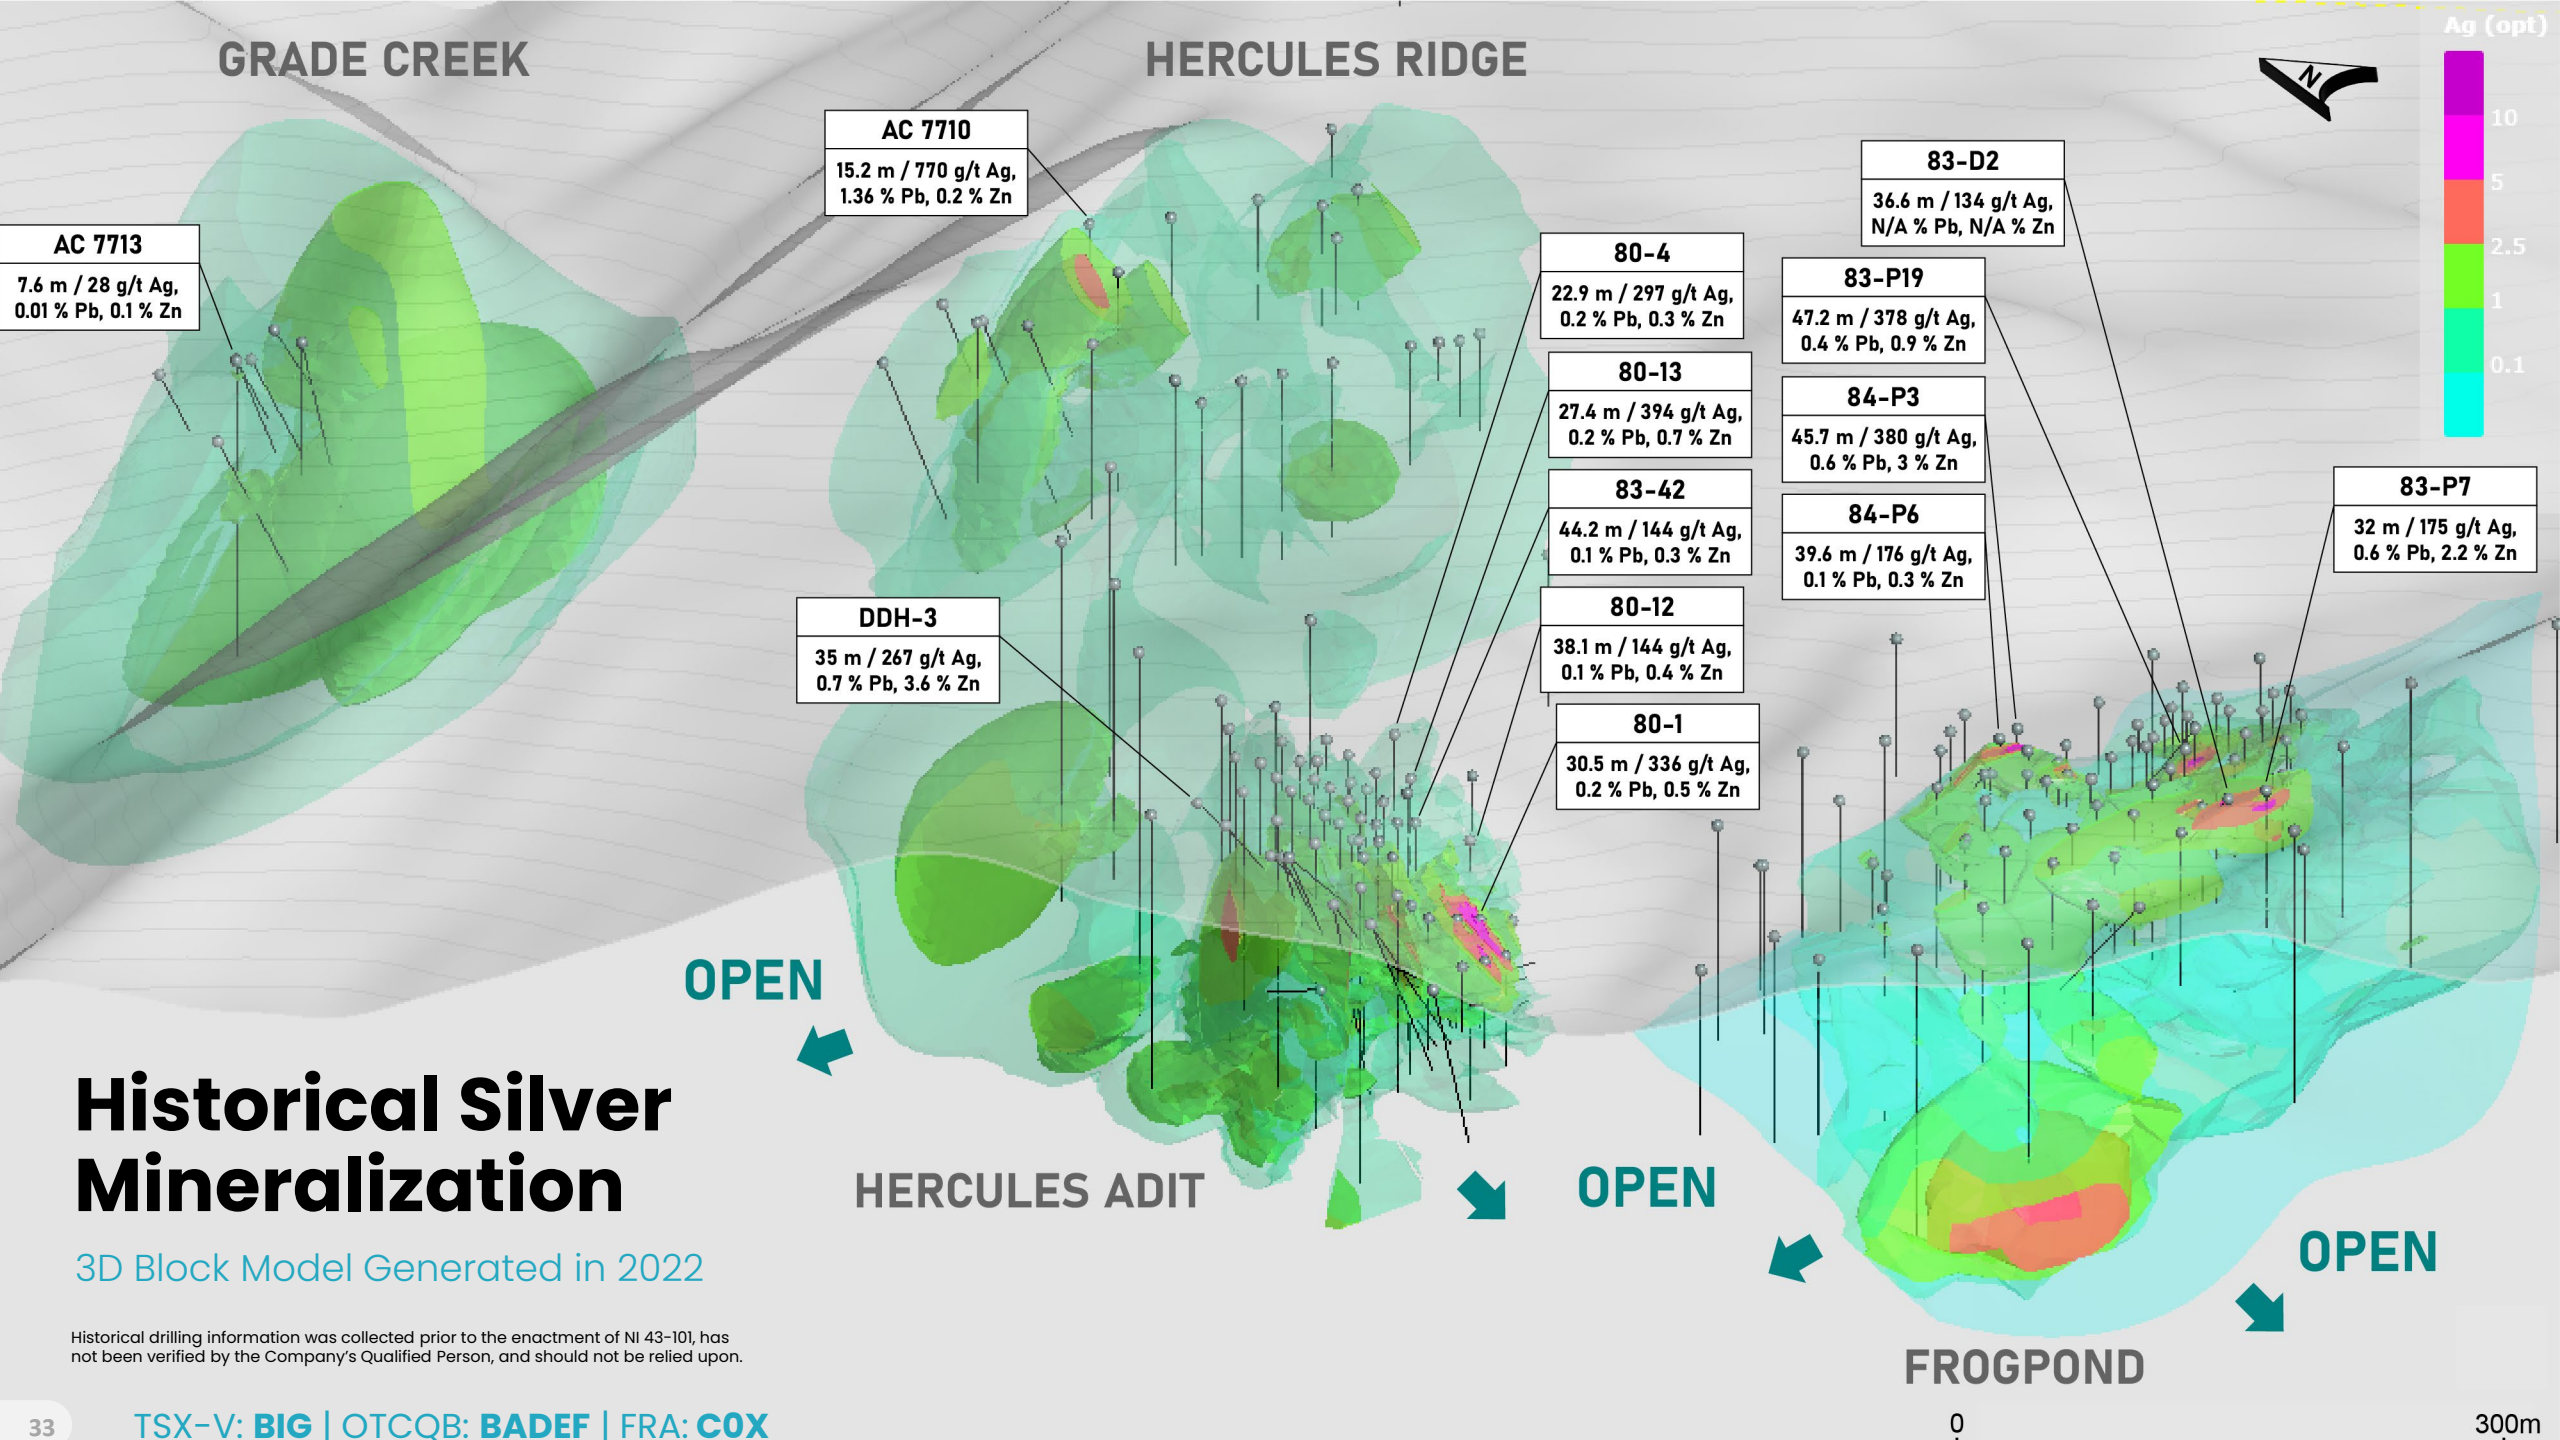 GRADE CREEK
HERCULES RIDGE
Ag (opt)
10
5
2.5
1
0.1
N
AC 7713
7.6 m / 28 g/t Ag,
0.01 % Pb, 0.1 % Zn
AC 7710
15.2 m / 770 g/t Ag,
1.36 % Pb, 0.2 % Zn
80-4
22.9 m / 297 g/t Ag,
0.2 % Pb, 0.3 % Zn
80-13
27.4 m / 394 g/t Ag,
0.2 % Pb, 0.7 % Zn
83-42
44.2 m / 144 g/t Ag,
0.1 % Pb, 0.3 % Zn
80-12
38.1 m / 144 g/t Ag,
0.1 % Pb, 0.4 % Zn
80-1
30.5 m / 336 g/t Ag,
0.2 % Pb, 0.5 % Zn
83-D2
36.6 m / 134 g/t Ag,
N/A % Pb, N/A % Zn
83-P19
47.2 m / 378 g/t Ag,
0.4 % Pb, 0.9 % Zn
84-P3
45.7 m / 380 g/t Ag,
0.6 % Pb, 3 % Zn
84-P6
39.6 m / 176 g/t Ag,
0.1 % Pb, 0.3 % Zn
83-P7
32 m / 175 g/t Ag,
0.6 % Pb, 2.2 % Zn
DDH-3
35 m / 267 g/t Ag,
0.7 % Pb, 3.6 % Zn
OPEN
HERCULES ADIT
OPEN
OPEN
FROGPOND
Historical Silver
Mineralization
3D Block Model Generated in 2022
Historical drilling information was collected prior to the enactment of NI 43-101, has
not been verified by the Company's Qualified Person, and should not be relied upon.
33
TSX-V: BIG | OTCQB: BADEF | FRA: C0X
0
300m